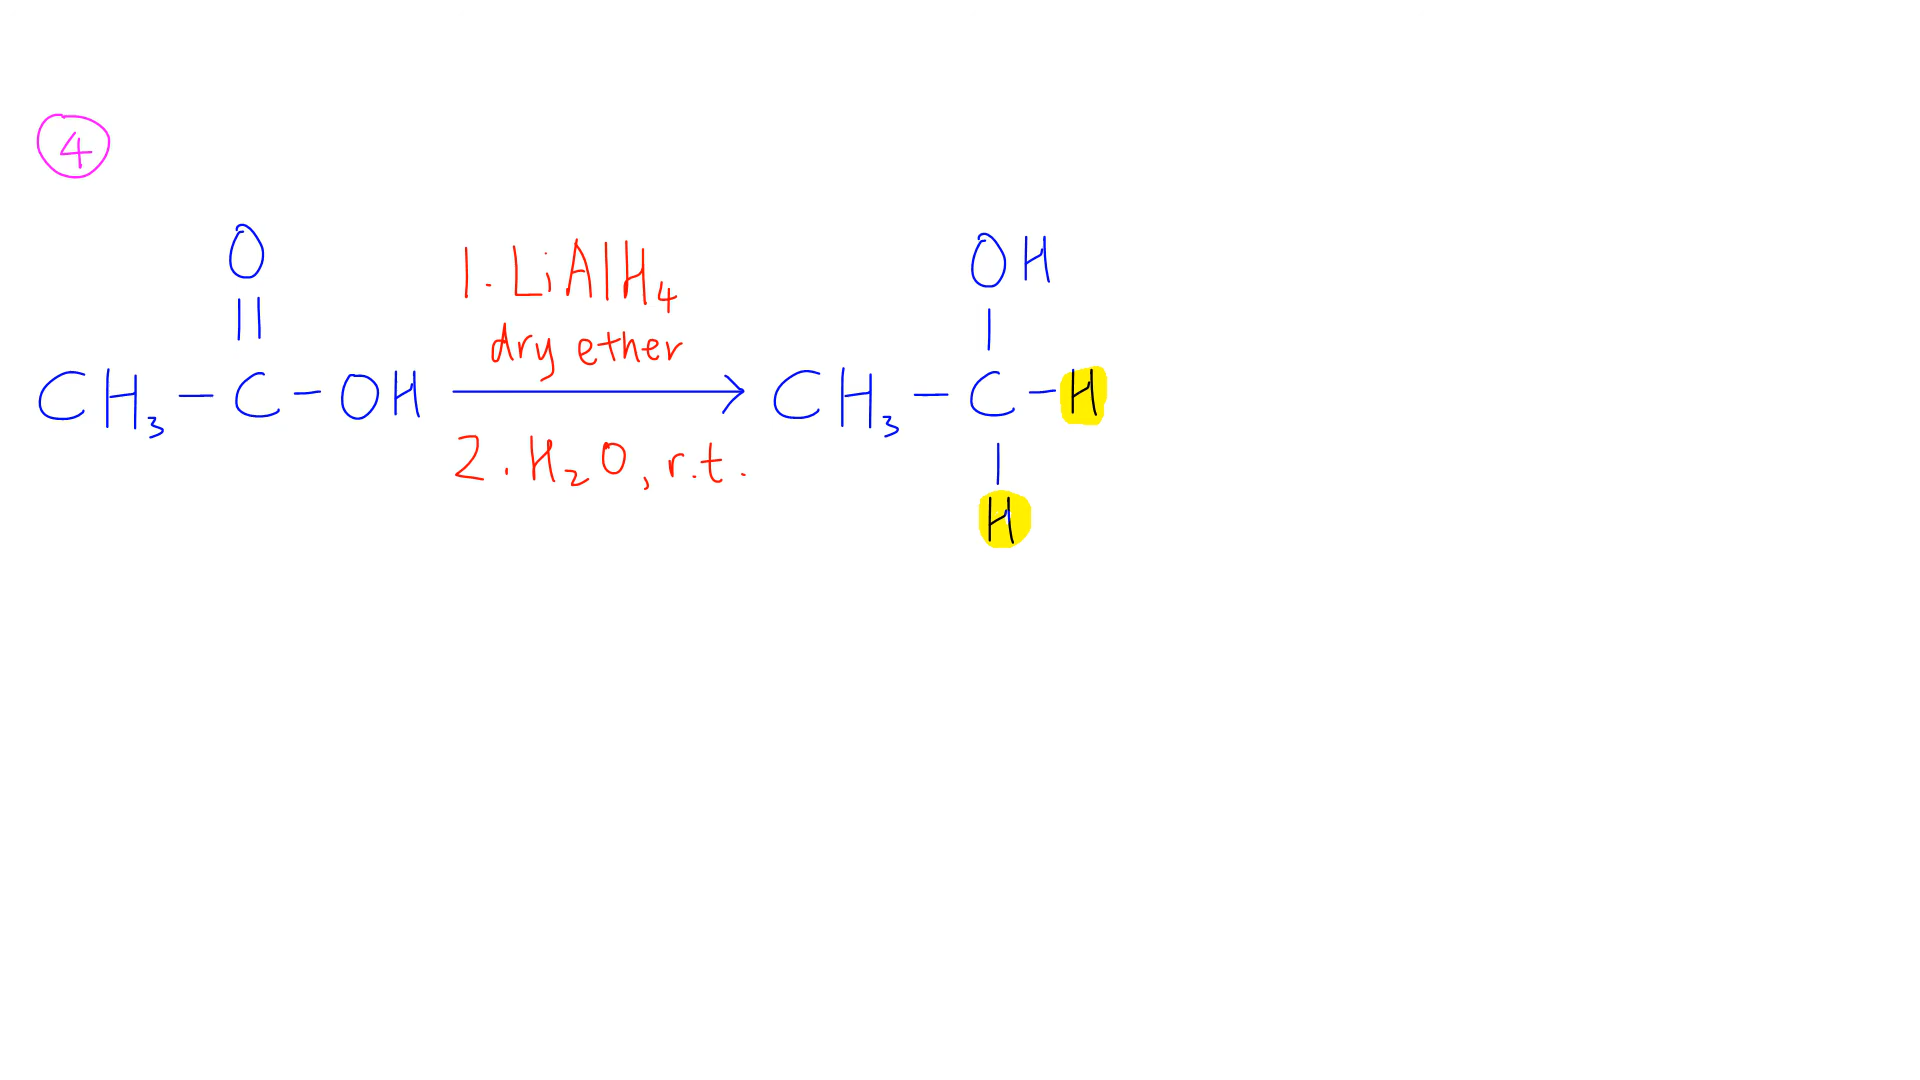 4
O
||
CH₃ - C - OH
1. LiAlH₄
dry ether
2. H₂O, r.t.
OH
|
CH₃ - C - H
|
H